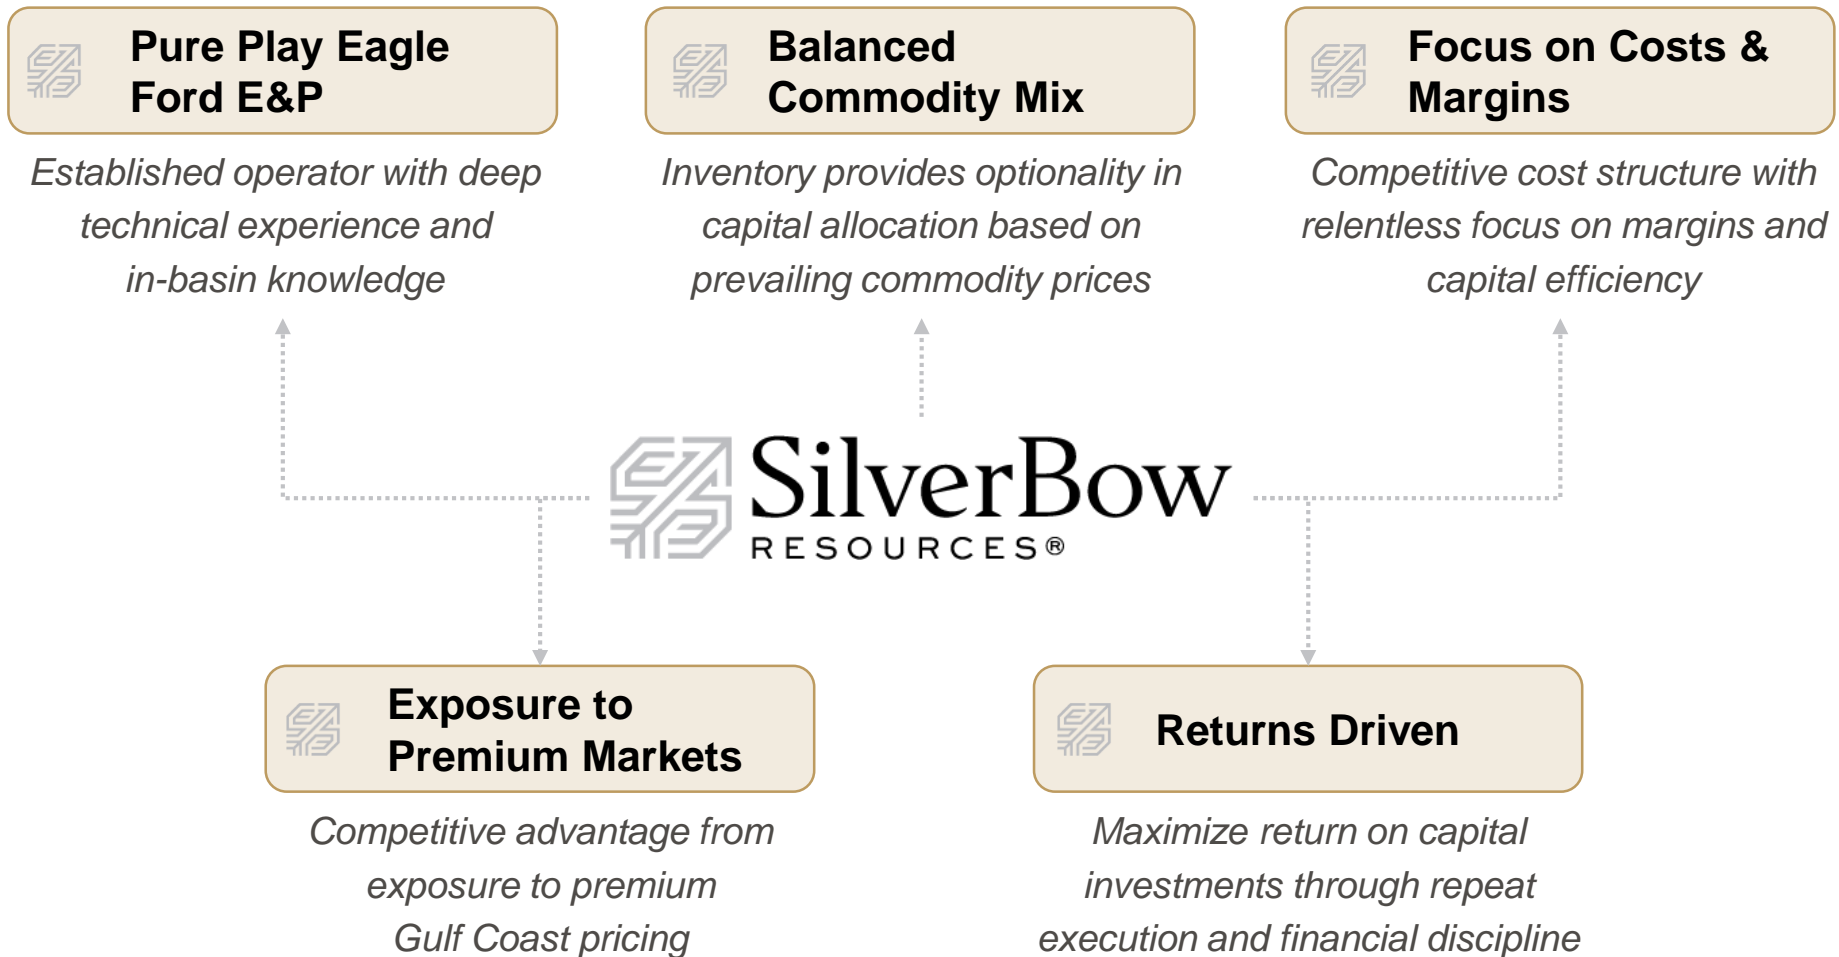 Pure Play Eagle
Ford E&P
Established operator with deep
technical experience and
in-basin knowledge
Balanced
Commodity Mix
Inventory provides optionality in
capital allocation based on
prevailing commodity prices
Focus on Costs &
Margins
Competitive cost structure with
relentless focus on margins and
capital efficiency
SilverBow
RESOURCES®
Exposure to
Premium Markets
Competitive advantage from
exposure to premium
Gulf Coast pricing
Returns Driven
Maximize return on capital
investments through repeat
execution and financial discipline